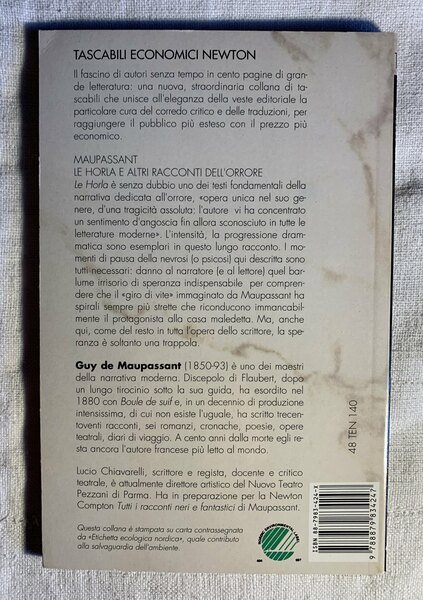 TASCABILI ECONOMICI NEWTON
Il fascino di autori senza tempo in cento pagine di gran-
de letteratura: una nuova, straordinaria collana di ta-
scabili che unisce all'eleganza della veste editoriale la
particolare cura del corredo critico e delle traduzioni, per
raggiungere il pubblico più esteso con il prezzo più
economico.
MAUPASSANT
LE HORLA E ALTRI RACCONTI DELL'ORRORE
Le Horla è senza dubbio uno dei testi fondamentali della
narrativa dedicata all'orrore, «opera unica nel suo ge-
nere, d'una tragicità assoluta; l'autore vi ha concentrato
un sentimento d'angoscia fin allora sconosciuto in tutte
le letterature moderne». L'intensità, la progressione dram-
matica sono esemplari in questo lungo racconto. I mo-
menti di pausa della nevrosi (o psicosi) qui descritta sono
tutti necessari: danno al narratore (e al lettore) quel bar-
lume irrisorio di speranza indispensabile per compren-
dere che il «giro di vite» immaginato da Maupassant ha
spirali sempre più strette che riconducono immancabil-
mente il protagonista alla casa maledetta. Ma, anche
qui, come del resto in tutta l'opera dello scrittore, la spe-
ranza è soltanto una trappola.
Guy de Maupassant (1850-93) è uno dei maestri
della narrativa moderna. Discepolo di Flaubert, dopo
un lungo tirocinio sotto la sua guida, ha esordito nel
1880 con Boule de suif e, in un decennio di produzione
intensissima, di cui non esiste l'uguale, ha scritto trecen-
toventi racconti, sei romanzi, cronache, poesie, opere
teatrali, diari di viaggio. A cento anni dalla morte egli re-
sta ancora l'autore francese più letto al mondo.
Lucio Chiavarelli, scrittore e regista, docente e critico
teatrale, è attualmente direttore artistico del Nuovo Teatro
Pezzani di Parma. Ha in preparazione per la Newton
Compton Tutti i racconti neri e fantastici di Maupassant.
Questa collana è stampata su carta contrassegnata
da «Etichetta ecologica nordica», quale contributo
alla salvaguardia dell'ambiente.
48 TEN 140
ISBN 88-7983-424-X
9 788879 834247